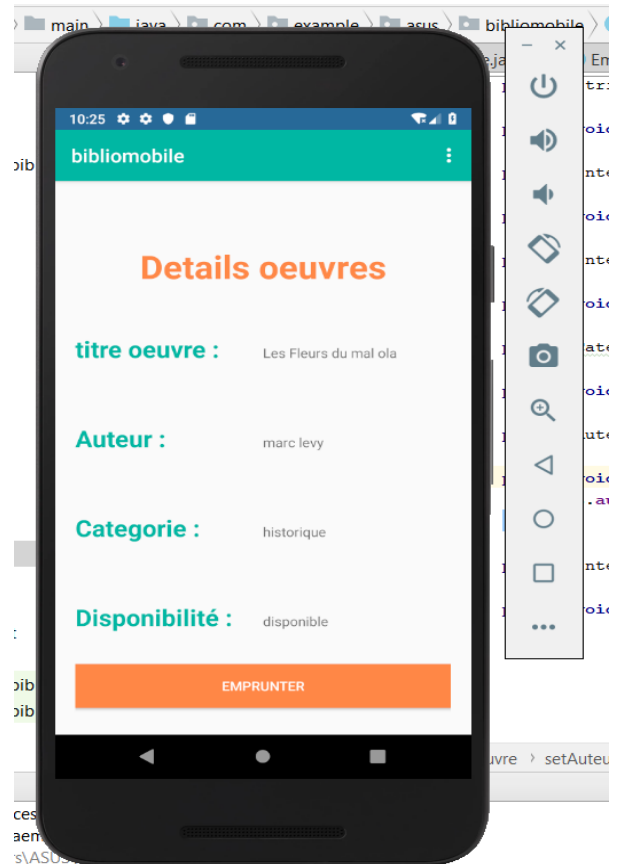 main java com example asus bibliomobile
10:25
bibliomobile
Details oeuvres
titre oeuvre : Les Fleurs du mal ola
Auteur : marc levy
Categorie : historique
Disponibilité : disponible
EMPRUNTER
setAuteu